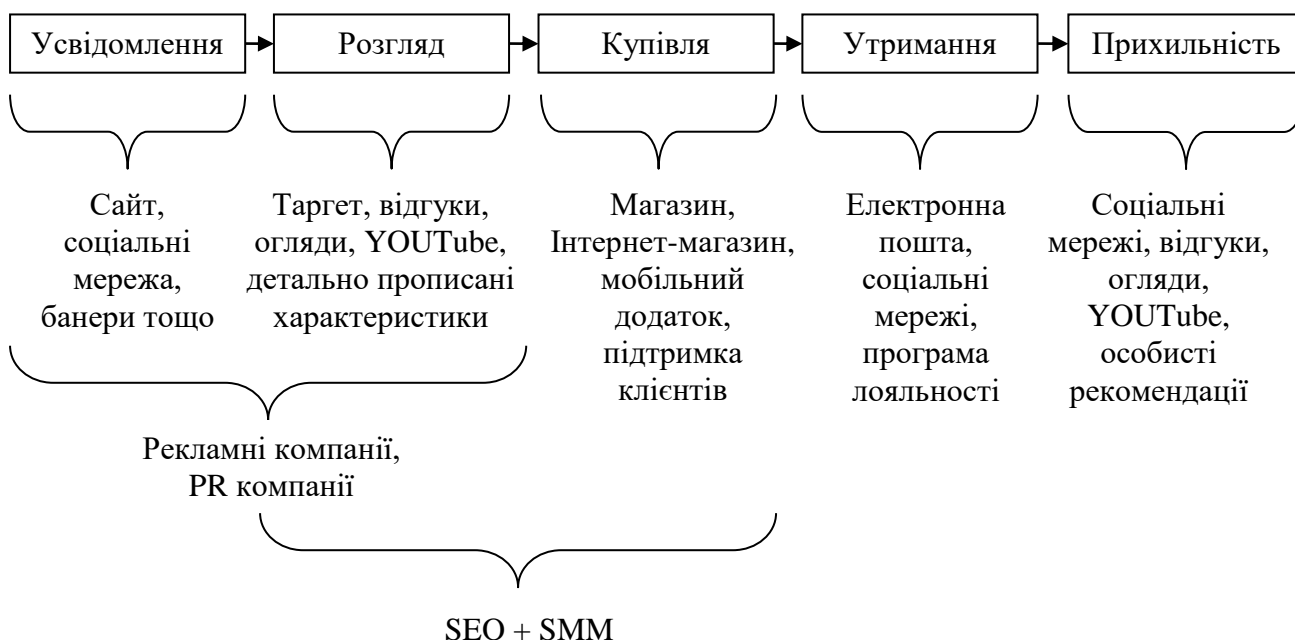 Усвідомлення
Розгляд
Купівля
Утримання
Прихильність
Сайт,
соціальні
мережа,
банери тощо
Таргет, відгуки,
огляди, YOUTube,
детально прописані
характеристики
Магазин,
Інтернет-магазин,
мобільний
додаток,
підтримка
клієнтів
Електронна
пошта,
соціальні
мережі,
програма
лояльності
Соціальні
мережі, відгуки,
огляди,
YOUTube,
особисті
рекомендації
Рекламні компанії,
PR компанії
SEO + SMM